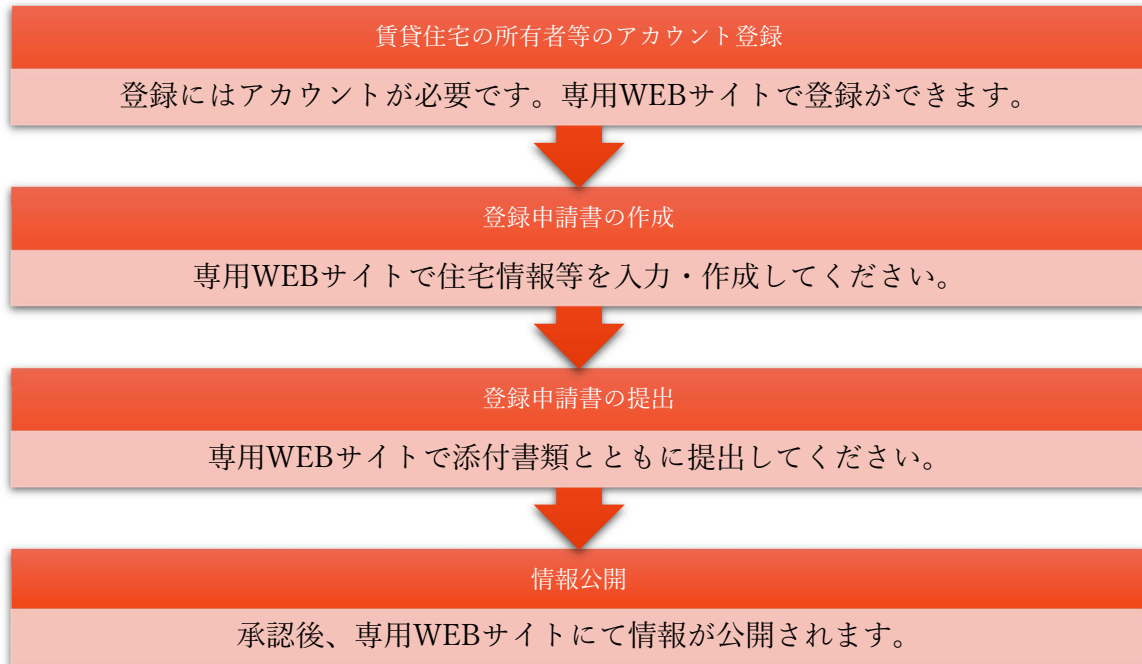 賃貸住宅の所有者等のアカウント登録
登録にはアカウントが必要です。専用WEBサイトで登録ができます。
登録申請書の作成
専用WEBサイトで住宅情報等を入力・作成してください。
登録申請書の提出
専用WEBサイトで添付書類とともに提出してください。
情報公開
承認後、専用WEBサイトにて情報が公開されます。